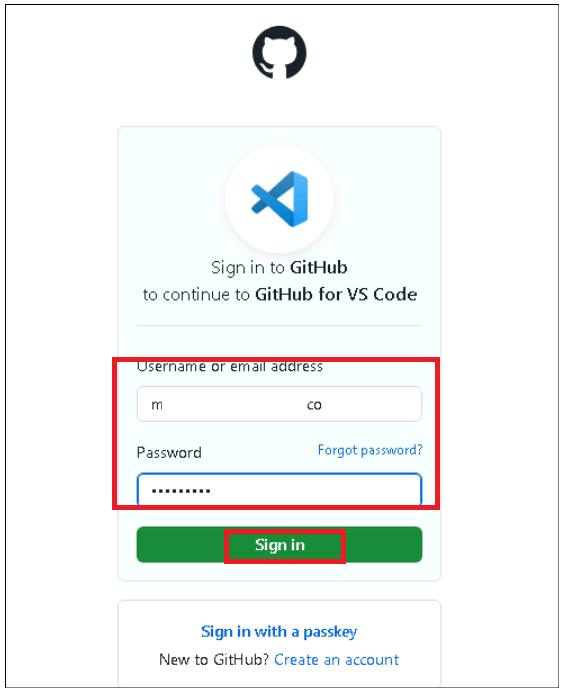 Sign in to GitHub
to continue to GitHub for VS Code
Username or email address
m co
Password Forgot password?
•••••••••
Sign in
Sign in with a passkey
New to GitHub? Create an account